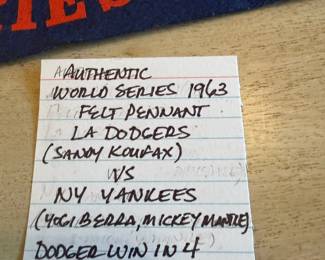 PIES
AUTHENTIC
WORLD SERIES 1963
FELT PENNANT
LA DODGERS
(SANDY KOUFAX)
V/S
NY YANKEES
(YOGI BERRA, MICKEY MANTLE)
DODGER WIN IN 4